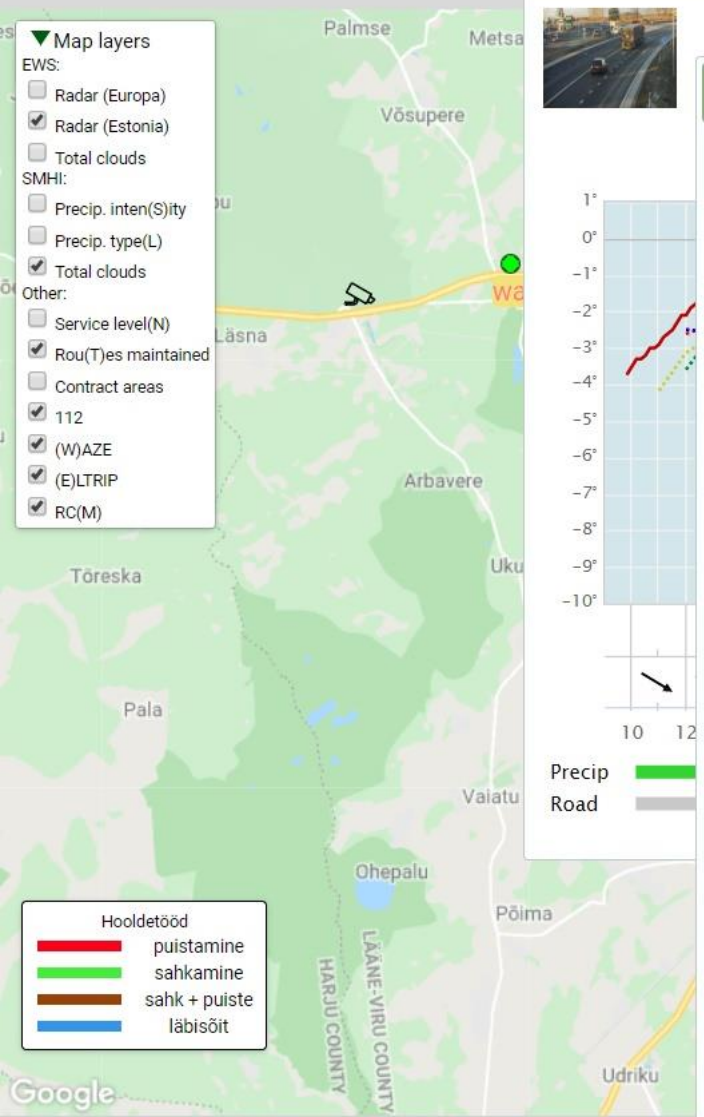 Map layers
EWS:
Radar (Europa)
Radar (Estonia)
Total clouds
SMHI:
Precip. inten(S)ity
Precip. type(L)
Total clouds
Other:
Service level(N)
Rou(T)es maintained
Contract areas
112
(W)AZE
(E)LTRIP
RC(M)
Palmse
Metsa
Võsupere
wa
Läsna
Arbavere
Uku
Tõreska
Pala
Vaiatu
Ohepalu
Põima
HARJU COUNTY
LÄÄNE-VIRU COUNTY
Udriku
Hooldetööd
puistamine
sahkamine
sahk + puiste
läbisõit
Google
1°
0°
−1°
−2°
−3°
−4°
−5°
−6°
−7°
−8°
−9°
−10°
10 12
Precip
Road